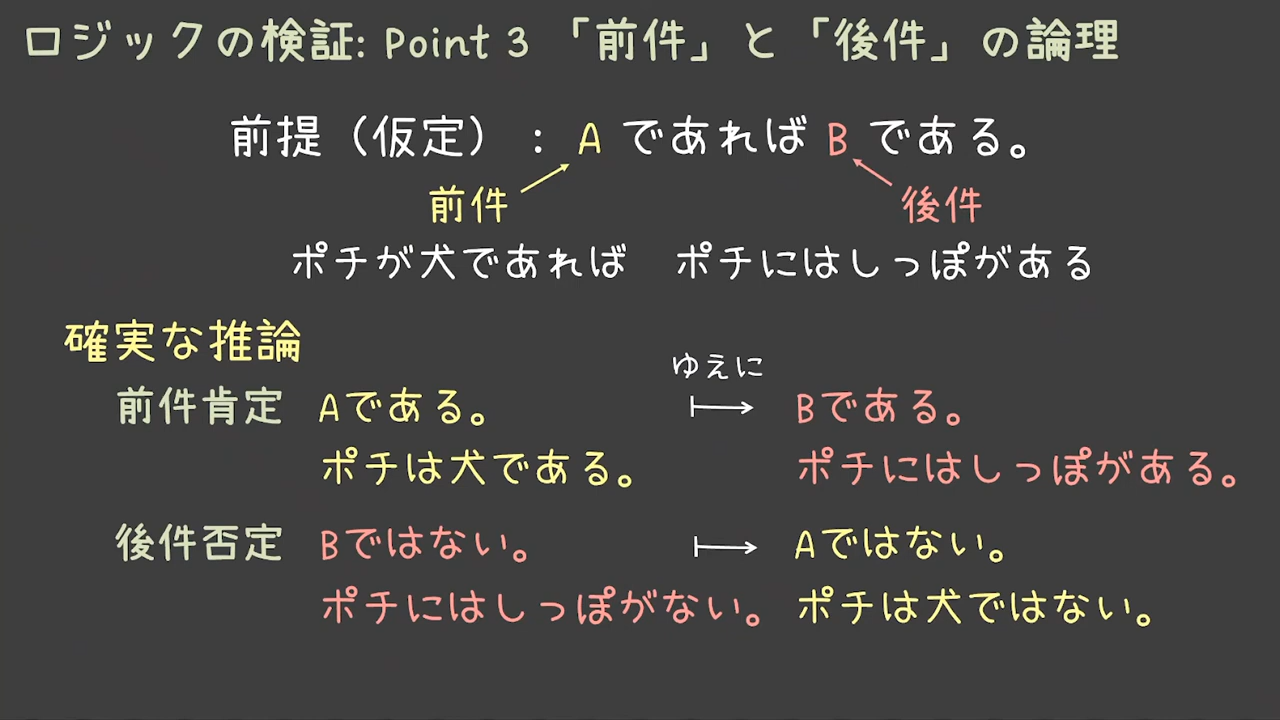 ロジックの検証: Point 3 「前件」と「後件」の論理
前提（仮定）：A であれば B である。
前件 後件
ポチが犬であれば ポチにはしっぽがある
確実な推論
ゆえに
前件肯定 Aである。 ↦ Bである。
ポチは犬である。 ポチにはしっぽがある。
後件否定 Bではない。 ↦ Aではない。
ポチにはしっぽがない。 ポチは犬ではない。